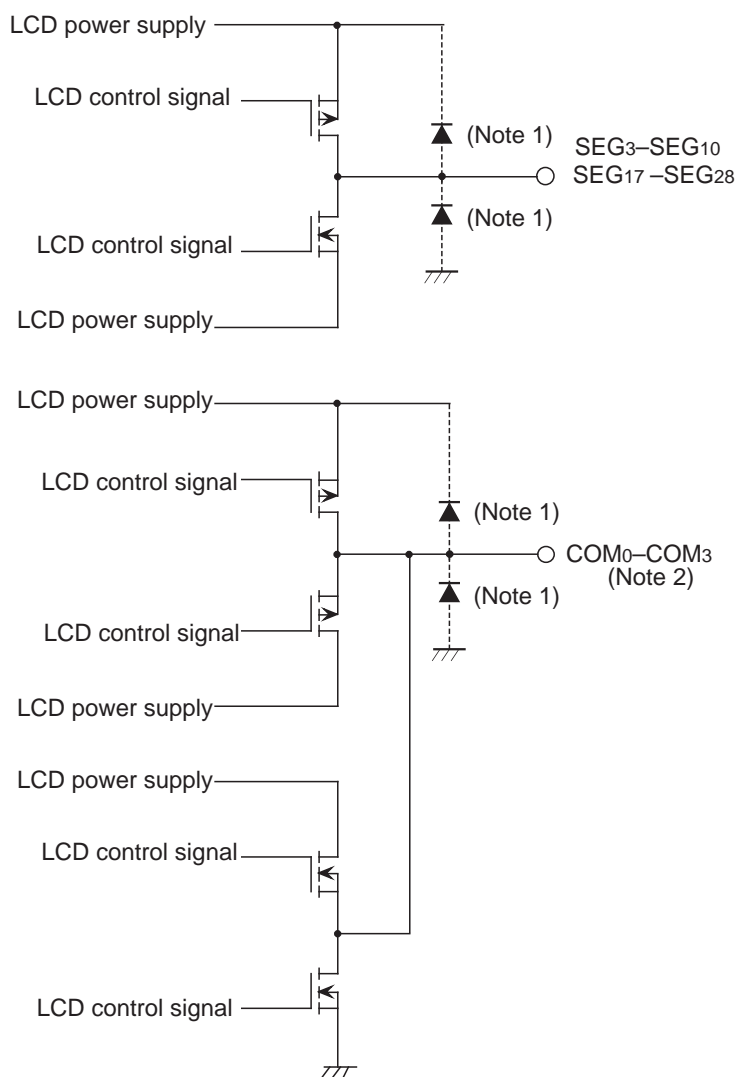 LCD power supply
LCD control signal
(Note 1)
SEG3–SEG10
SEG17 –SEG28
(Note 1)
LCD control signal
LCD power supply
LCD power supply
LCD control signal
(Note 1)
COM0–COM3
(Note 2)
(Note 1)
LCD control signal
LCD power supply
LCD power supply
LCD control signal
LCD control signal